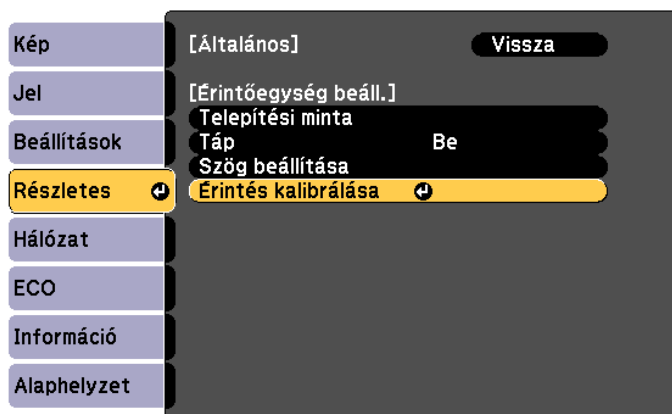 Kép
Jel
Beállítások
Részletes
Hálózat
ECO
Információ
Alaphelyzet
[Általános] Vissza
[Érintőegység beáll.]
Telepítési minta
Táp Be
Szög beállítása
Érintés kalibrálása